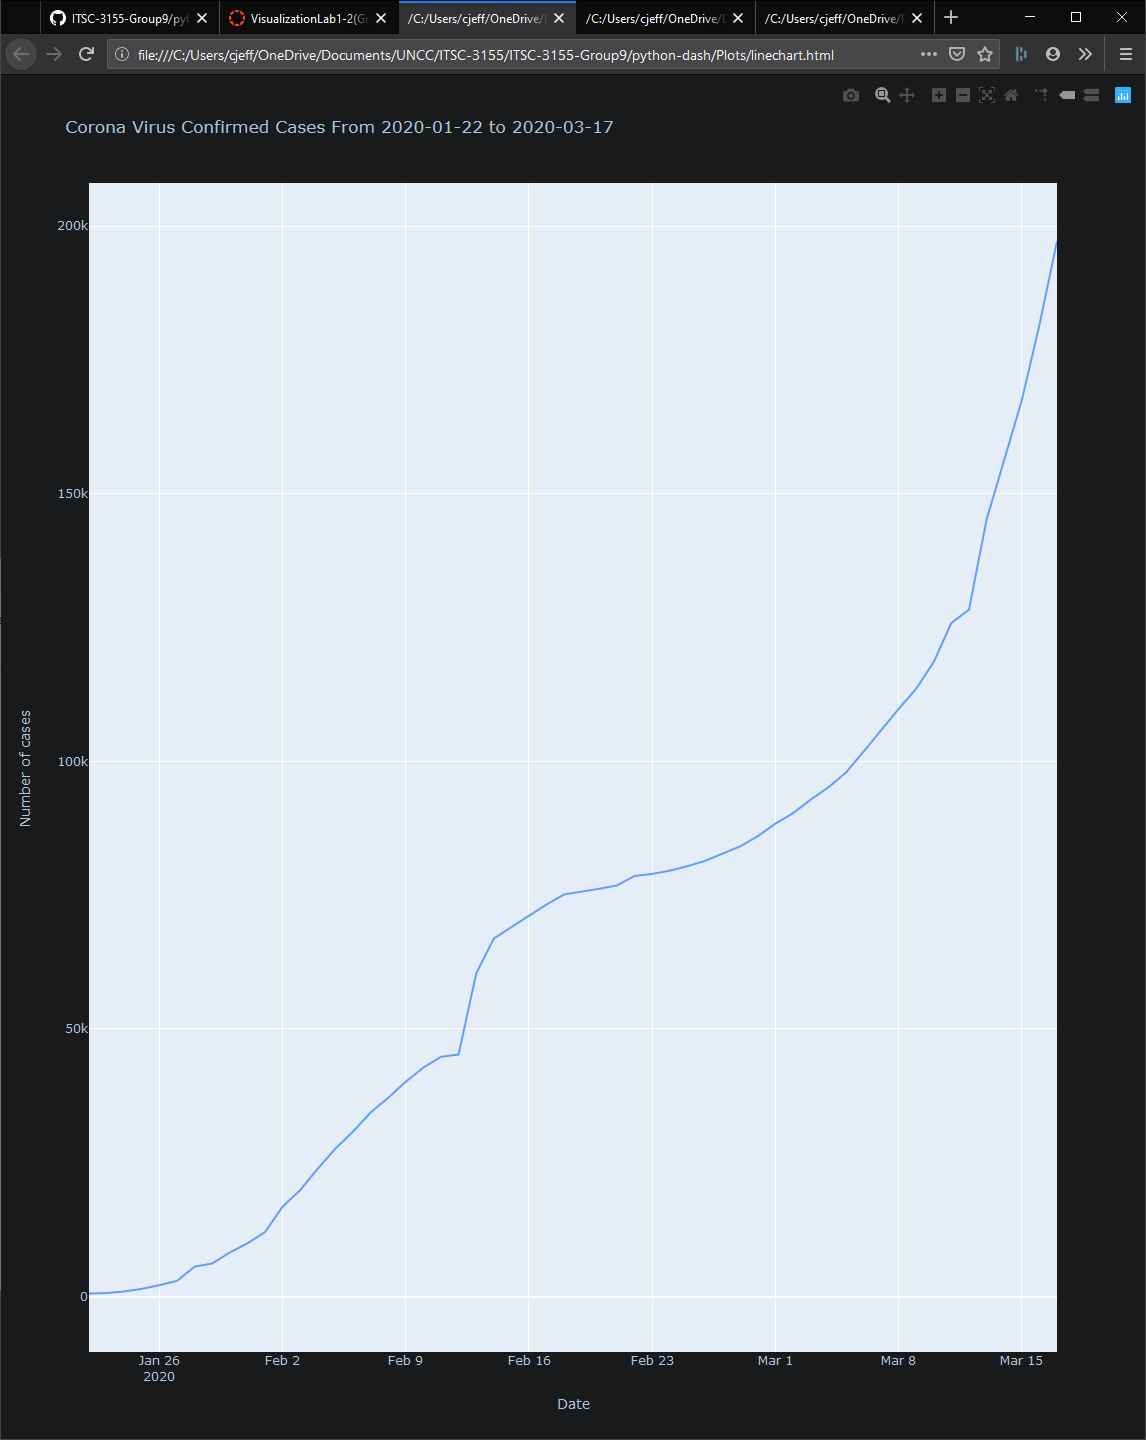 ITSC-3155-Group9/pyt
VisualizationLab1-2(Gr
/C:/Users/cjeff/OneDrive/D
/C:/Users/cjeff/OneDrive/D
/C:/Users/cjeff/OneDrive/D
file:///C:/Users/cjeff/OneDrive/Documents/UNCC/ITSC-3155/ITSC-3155-Group9/python-dash/Plots/linechart.html
Corona Virus Confirmed Cases From 2020-01-22 to 2020-03-17
200k
150k
100k
50k
0
Number of cases
Jan 26
2020
Feb 2
Feb 9
Feb 16
Feb 23
Mar 1
Mar 8
Mar 15
Date